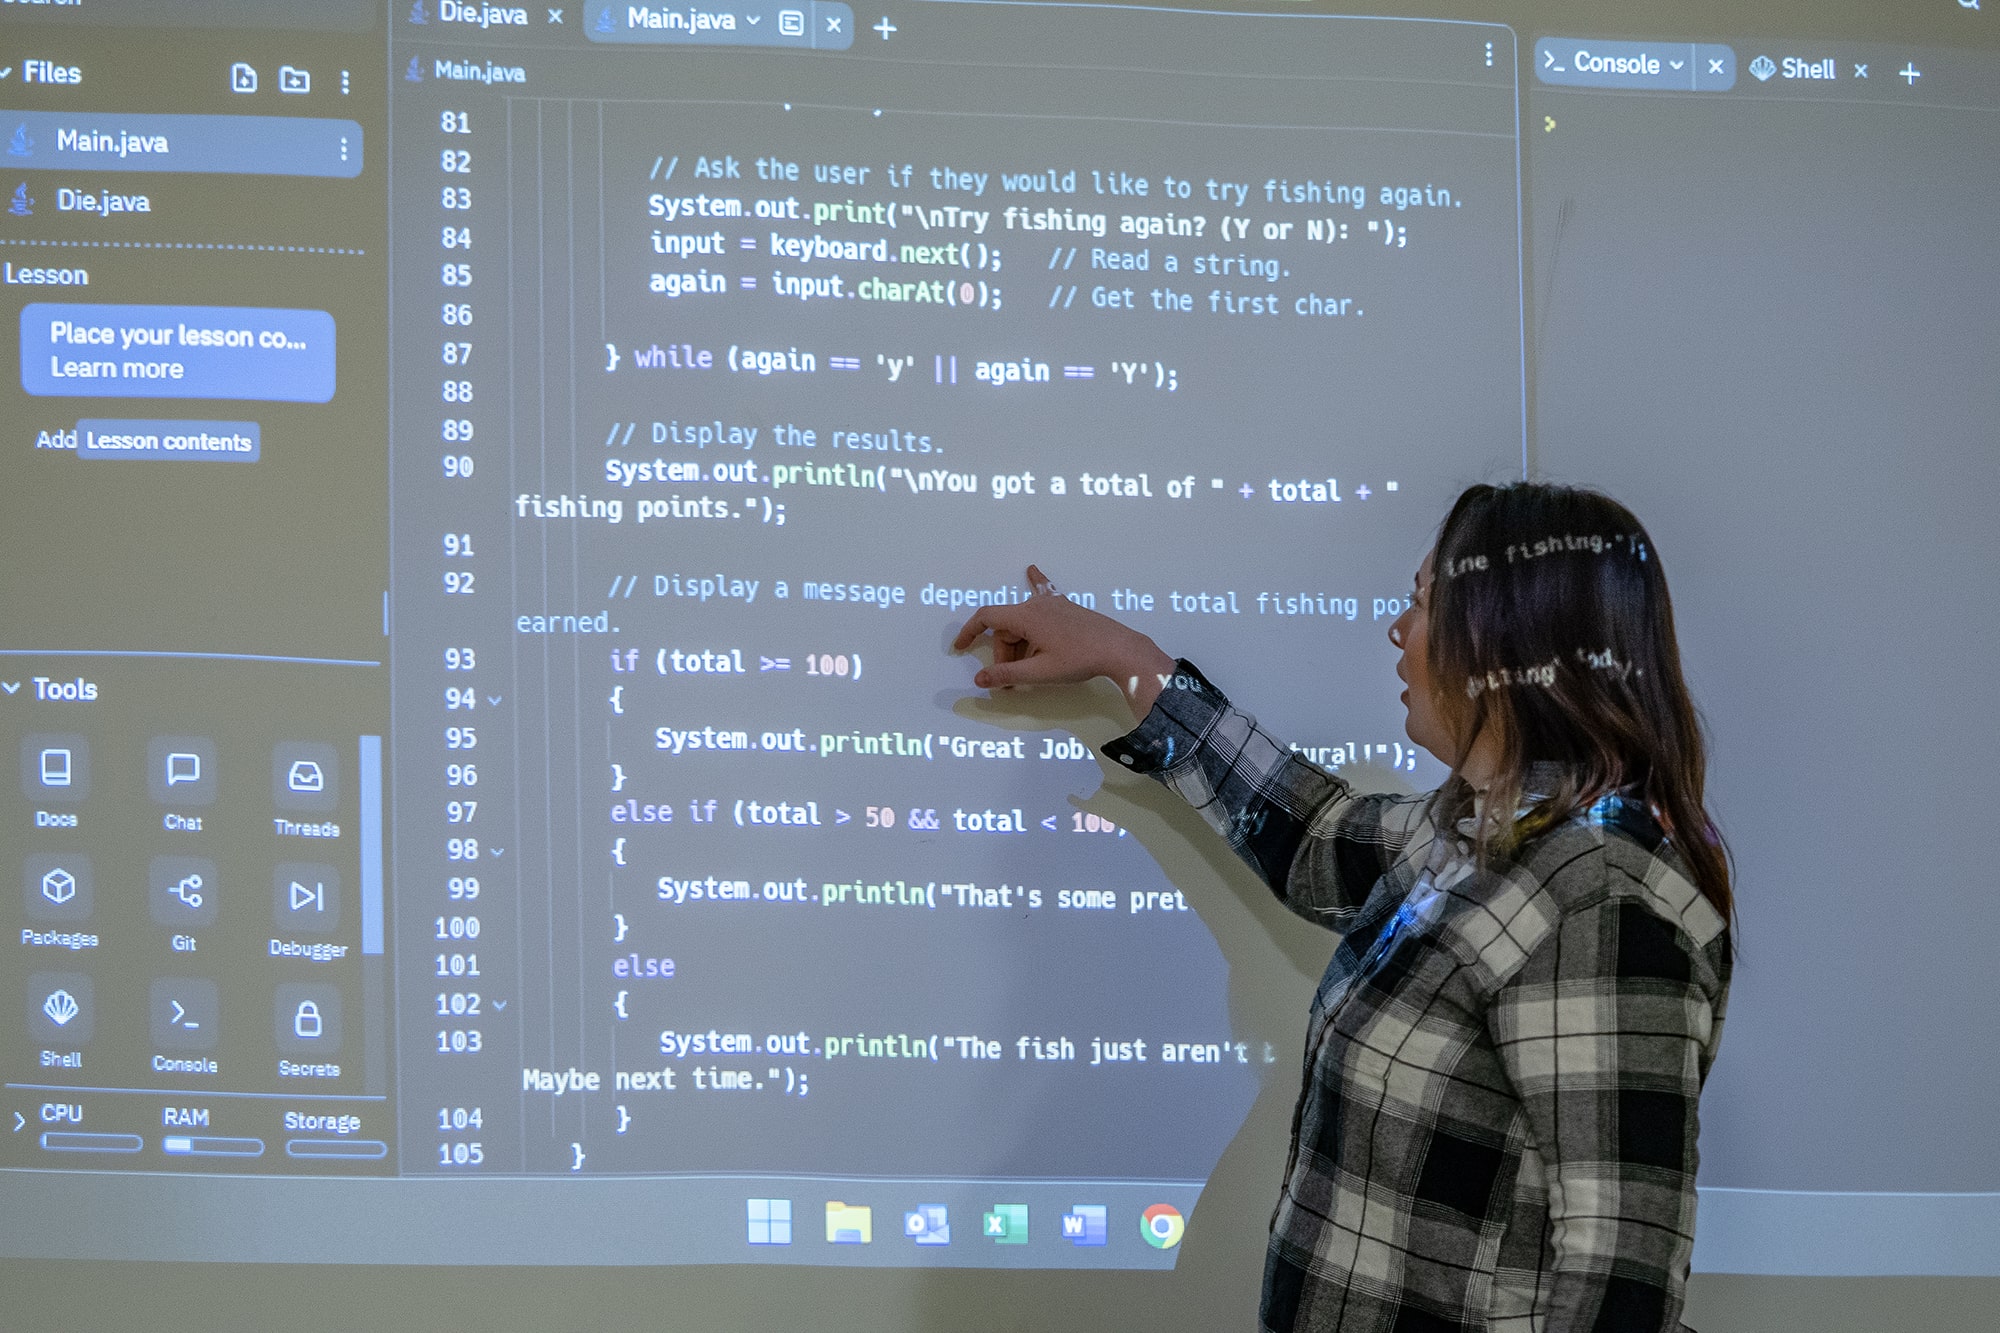 Die.java
Main.java
Console
Shell
Files
Main.java
Main.java
Die.java
Lesson
Place your lesson co...
Learn more
Add Lesson contents
81
82 // Ask the user if they would like to try fishing again.
83 System.out.print("\nTry fishing again? (Y or N): ");
84 input = keyboard.next(); // Read a string.
85 again = input.charAt(0); // Get the first char.
86
87 } while (again == 'y' || again == 'Y');
88
89 // Display the results.
90 System.out.println("\nYou got a total of " + total + "
fishing points.");
91
92 // Display a message on the total fishing
earned.
93 if (total >= 100)
94 {
95 System.out.println("Great Job! you
96 }
97 else if (total > 50 && total < 100
98 {
99 System.out.println("That's some
fishing.");
100 }
101 else
102 {
103 System.out.println("The fish just aren't today.
Maybe next time.");
104 }
105 }
Tools
Docs
Chat
Threads
Packages
Git
Debugger
Shell
Console
Secrets
CPU
RAM
Storage